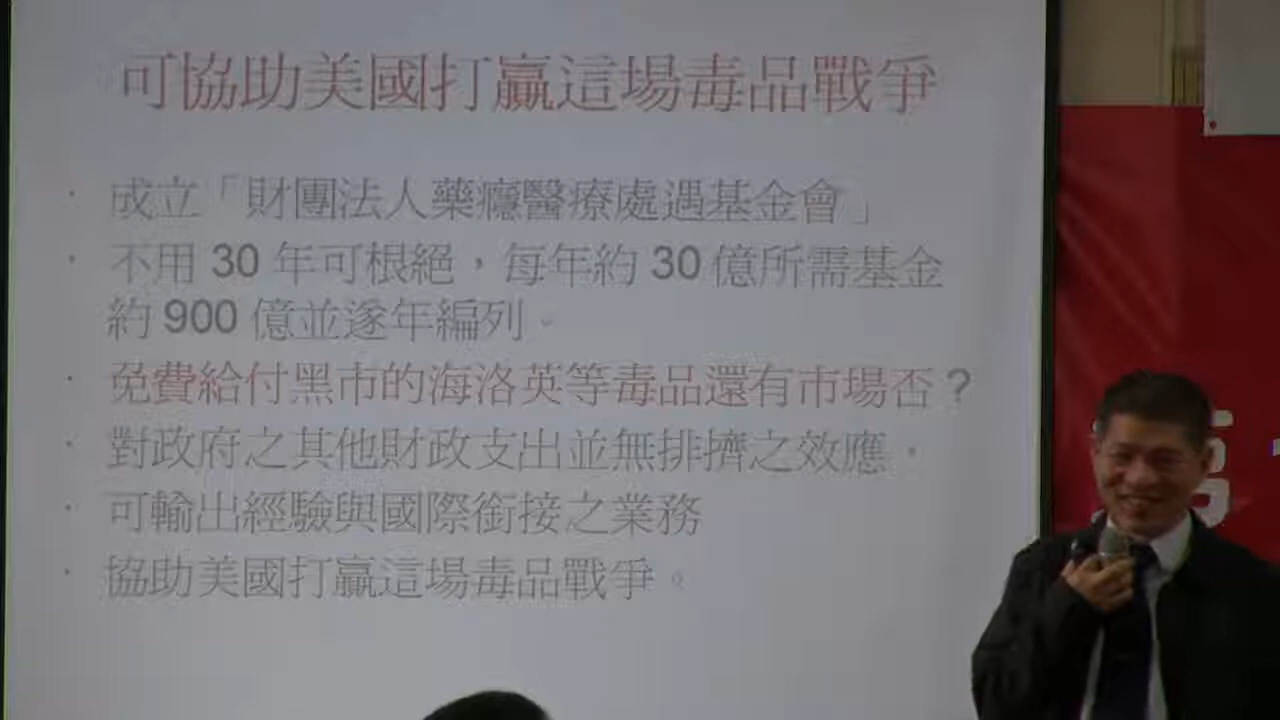 可協助美國打贏這場毒品戰爭
· 成立「財團法人藥癮醫療處遇基金會」
· 不用 30 年可根絕，每年約 30 億所需基金
約 900 億並逐年編列。
· 免費給付黑市的海洛英等毒品還有市場否？
· 對政府之其他財政支出並無排擠之效應，
· 可輸出經驗與國際銜接之業務
· 協助美國打贏這場毒品戰爭。